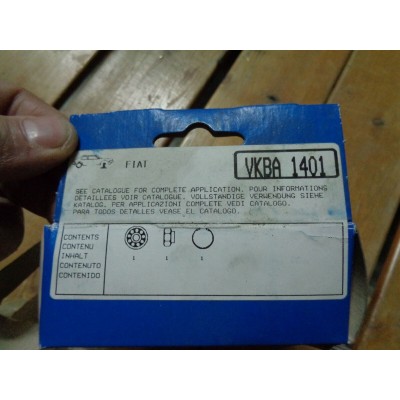 FIAT
VKBA 1401
SEE CATALOGUE FOR COMPLETE APPLICATION. POUR INFORMATIONS
DETAILLEES VOIR CATALOGUE. VOLLSTANDIGE VERWENDUNG SIEHE
KATALOG. PER APPLICAZIONI COMPLETE VEDI CATALOGO.
PARA TODOS DETALLES VEASE EL CATALOGO.
CONTENTS
CONTENU
INHALT
CONTENUTO
CONTENIDO
1 1 1